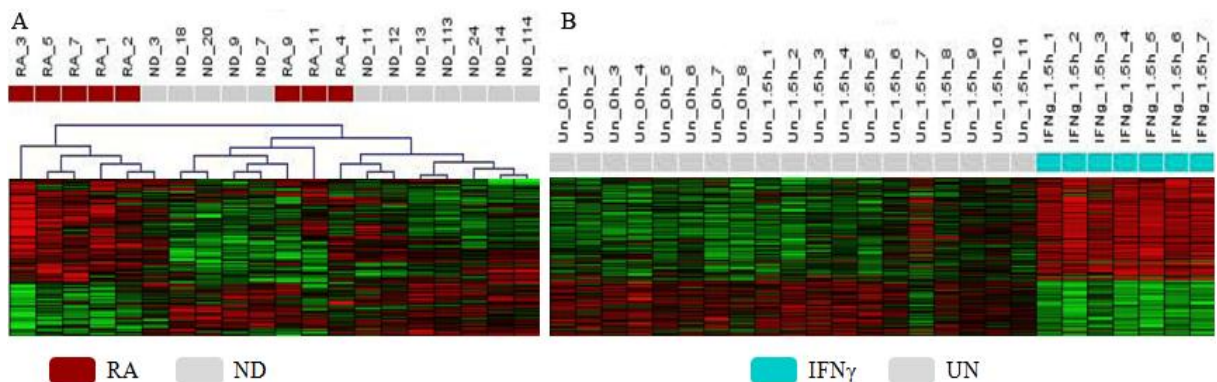 A
RA_3 RA_5 RA_7 RA_1 RA_2 ND_3 ND_18 ND_20 ND_9 ND_7 RA_9 RA_11 RA_4 ND_11 ND_12 ND_13 ND_113 ND_24 ND_14 ND_114
RA ND
B
Un_0h_1 Un_0h_2 Un_0h_3 Un_0h_4 Un_0h_5 Un_0h_6 Un_0h_7 Un_0h_8 Un_1.5h_1 Un_1.5h_2 Un_1.5h_3 Un_1.5h_4 Un_1.5h_5 Un_1.5h_6 Un_1.5h_7 Un_1.5h_8 Un_1.5h_9 Un_1.5h_10 Un_1.5h_11 IFNg_1.5h_1 IFNg_1.5h_2 IFNg_1.5h_3 IFNg_1.5h_4 IFNg_1.5h_5 IFNg_1.5h_6 IFNg_1.5h_7
IFNγ UN